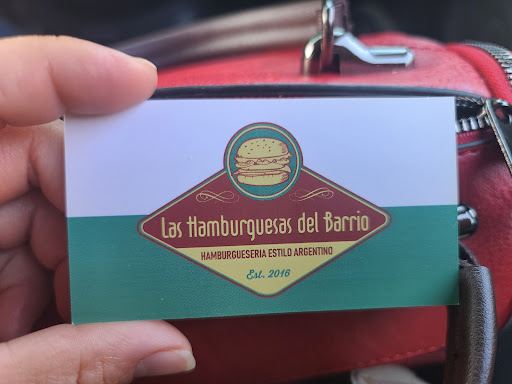 Las Hamburguesas del Barrio
HAMBURGUESERIA ESTILO ARGENTINO
Est. 2016